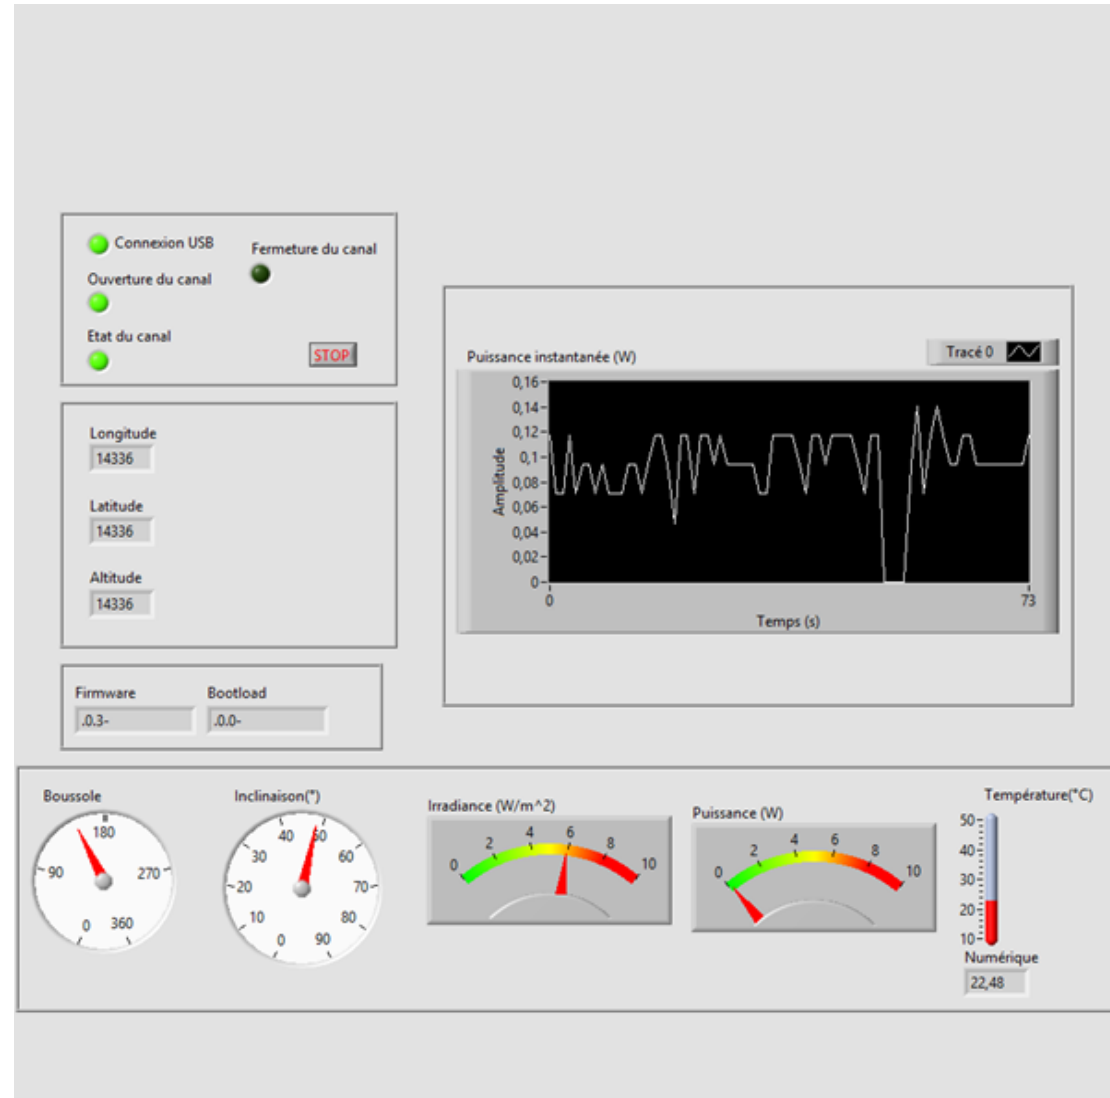 Connexion USB
Fermeture du canal
Ouverture du canal
Etat du canal
STOP
Longitude
14336
Latitude
14336
Altitude
14336
Firmware
Bootload
.0.3-
.0.0-
Puissance instantanée (W)
Tracé 0
Amplitude
0,16
0,14
0,12
0,1
0,08
0,06
0,04
0,02
0
0
73
Temps (s)
Boussole
0
90
180
270
360
Inclinaison(°)
0
10
20
30
40
50
60
70
80
90
Irradiance (W/m^2)
0
2
4
6
8
10
Puissance (W)
0
2
4
6
8
10
Température(°C)
50
40
30
20
10
Numérique
22,48